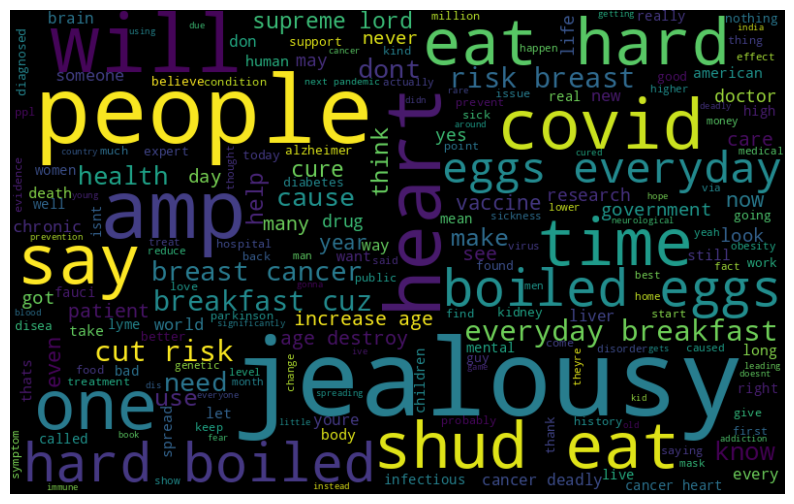 brain
supreme lord
million
never
really
getting
nothing
using
due
support
cancer
kind
life
happen
india
will
don
eat hard
thing
effect
diagnosed
someone
human
may
dont
risk breast
american
believe
condition
next pandemic
actually
issue
higher
good
doctor
people
ppl
didn
rare
prevent
deadly
heart
sick
real
new
high
money
around
covid
country
much
expert
today
alzheimer
yes
point
cured
medical
evidence
women
thought
think
care
health
day
cure
eggs everyday
death
well
isnt
amp
help
diabetes
cause
mean
vaccine
research
lower
hope
via
now
chronic
young
many
drug
sickness
government
neurological
going
prevention
treat
hospital
year
way
make
see
time
yeah
look
say
reduce
back
man
want
said
virus
found
still
obesity
fact
work
breast cancer
love
public
boiled eggs
men
best
home
got
fauci
parkinson
gonna
find
kidney
start
patient
breakfast cuz
blood
disea
take
lyme
world
significantly
increase age
liver
everyday breakfast
better
even
cut risk
age destroy
ive
mental
come
disorder
gets
caused
long
thats
food
bad
genetic
level
change
children
guy
game
theyre
leading
doesnt
treatment
month
need
jealousy
kid
right
one
use
dis
everyone
spreading
probably
history
old
addiction
give
first
called
let
youre
little
thank
saying
mask
know
symptom
spread
keep
book
fear
body
shud eat
hard boiled
immune
show
instead
infectious
cancer deadly
live
cancer heart
every